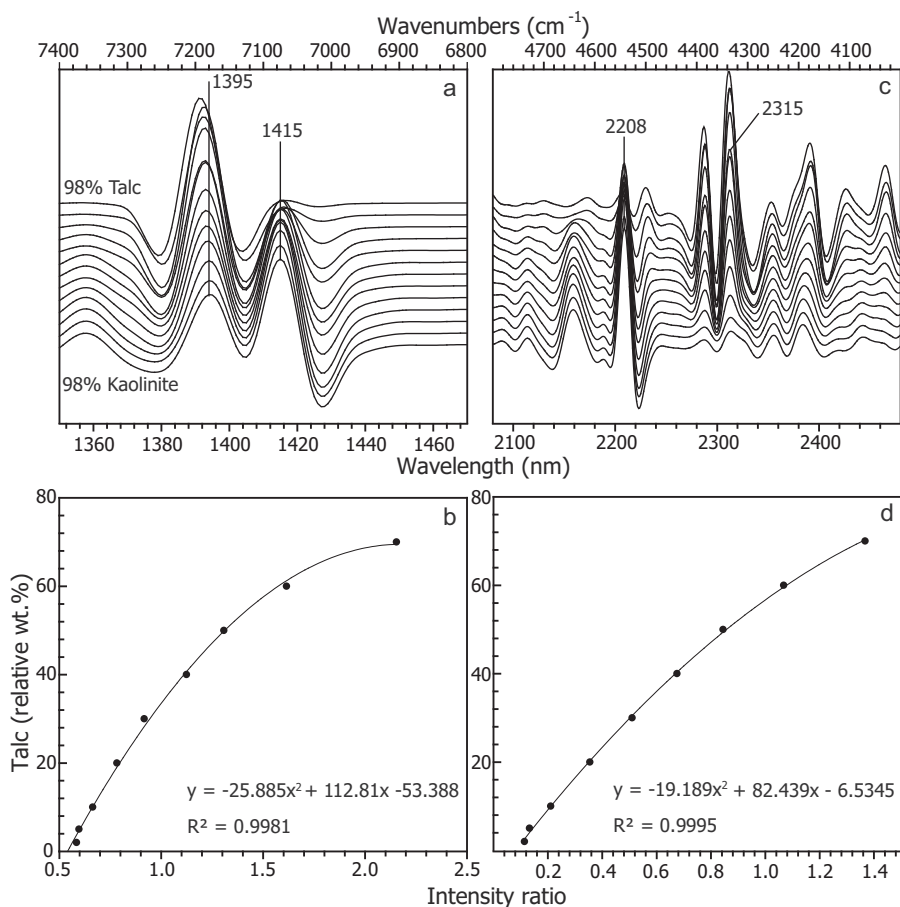 Wavenumbers (cm⁻¹)
7400 7300 7200 7100 7000 6900 6800
4700 4600 4500 4400 4300 4200 4100
a
1395
1415
98% Talc
98% Kaolinite
c
2208
2315
1360 1380 1400 1420 1440 1460
2100 2200 2300 2400
Wavelength (nm)
Talc (relative wt.%)
80
60
40
20
0
b
y = -25.885x² + 112.81x -53.388
R² = 0.9981
0.5 1.0 1.5 2.0 2.5
80
60
40
20
0
d
y = -19.189x² + 82.439x - 6.5345
R² = 0.9995
0.2 0.4 0.6 0.8 1.0 1.2 1.4
Intensity ratio